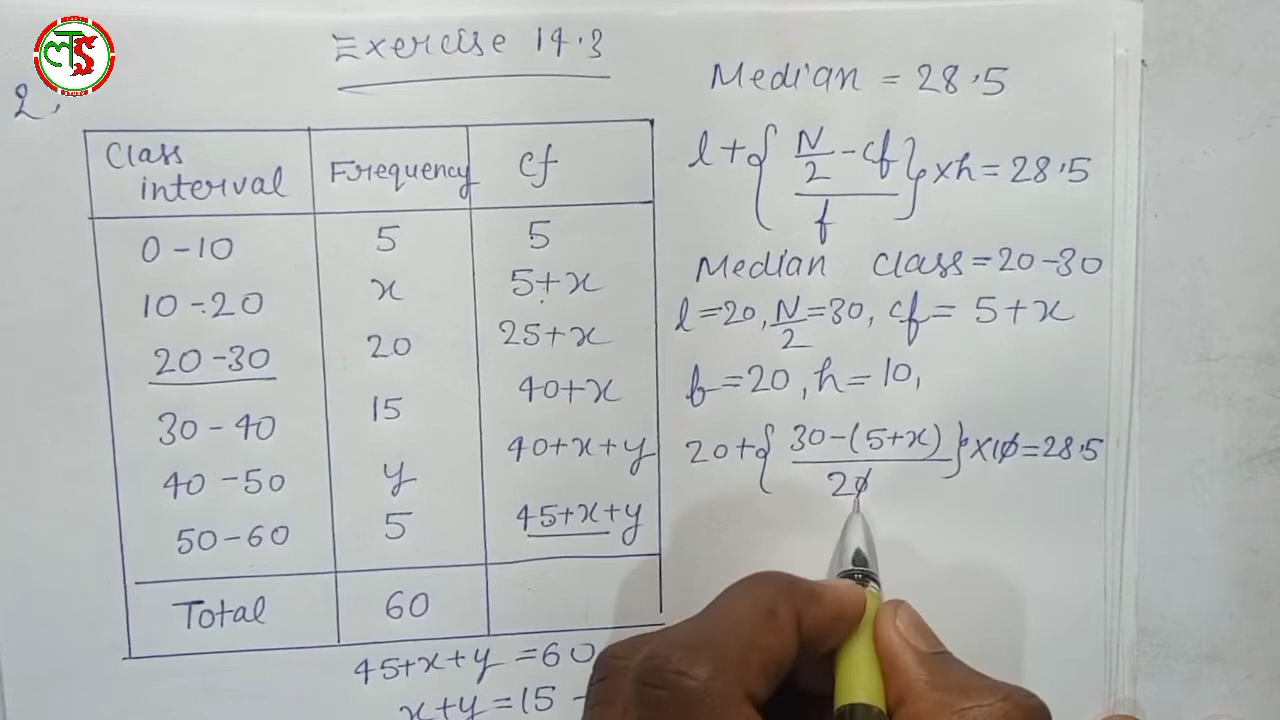 Exercise 14.3
2.
Class interval Frequency cf
0-10 5 5
10-20 x 5+x
20-30 20 25+x
30-40 15 40+x
40-50 y 40+x+y
50-60 5 45+x+y
Total 60
45+x+y=60
x+y=15
Median = 28.5
l+{(N/2-cf)/f}×h=28.5
Median class=20-30
l=20, N/2=30, cf= 5+x
f=20, h=10,
20+{(30-(5+x))/20}×10=28.5